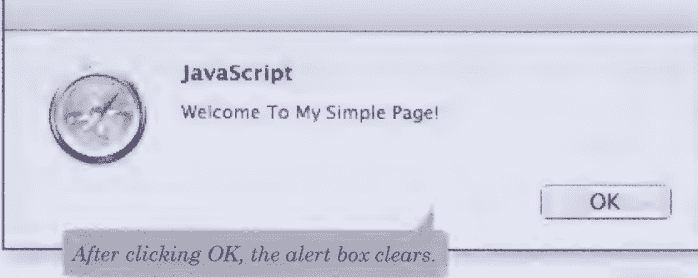 JavaScript
Welcome To My Simple Page!
OK
After clicking OK, the alert box clears.